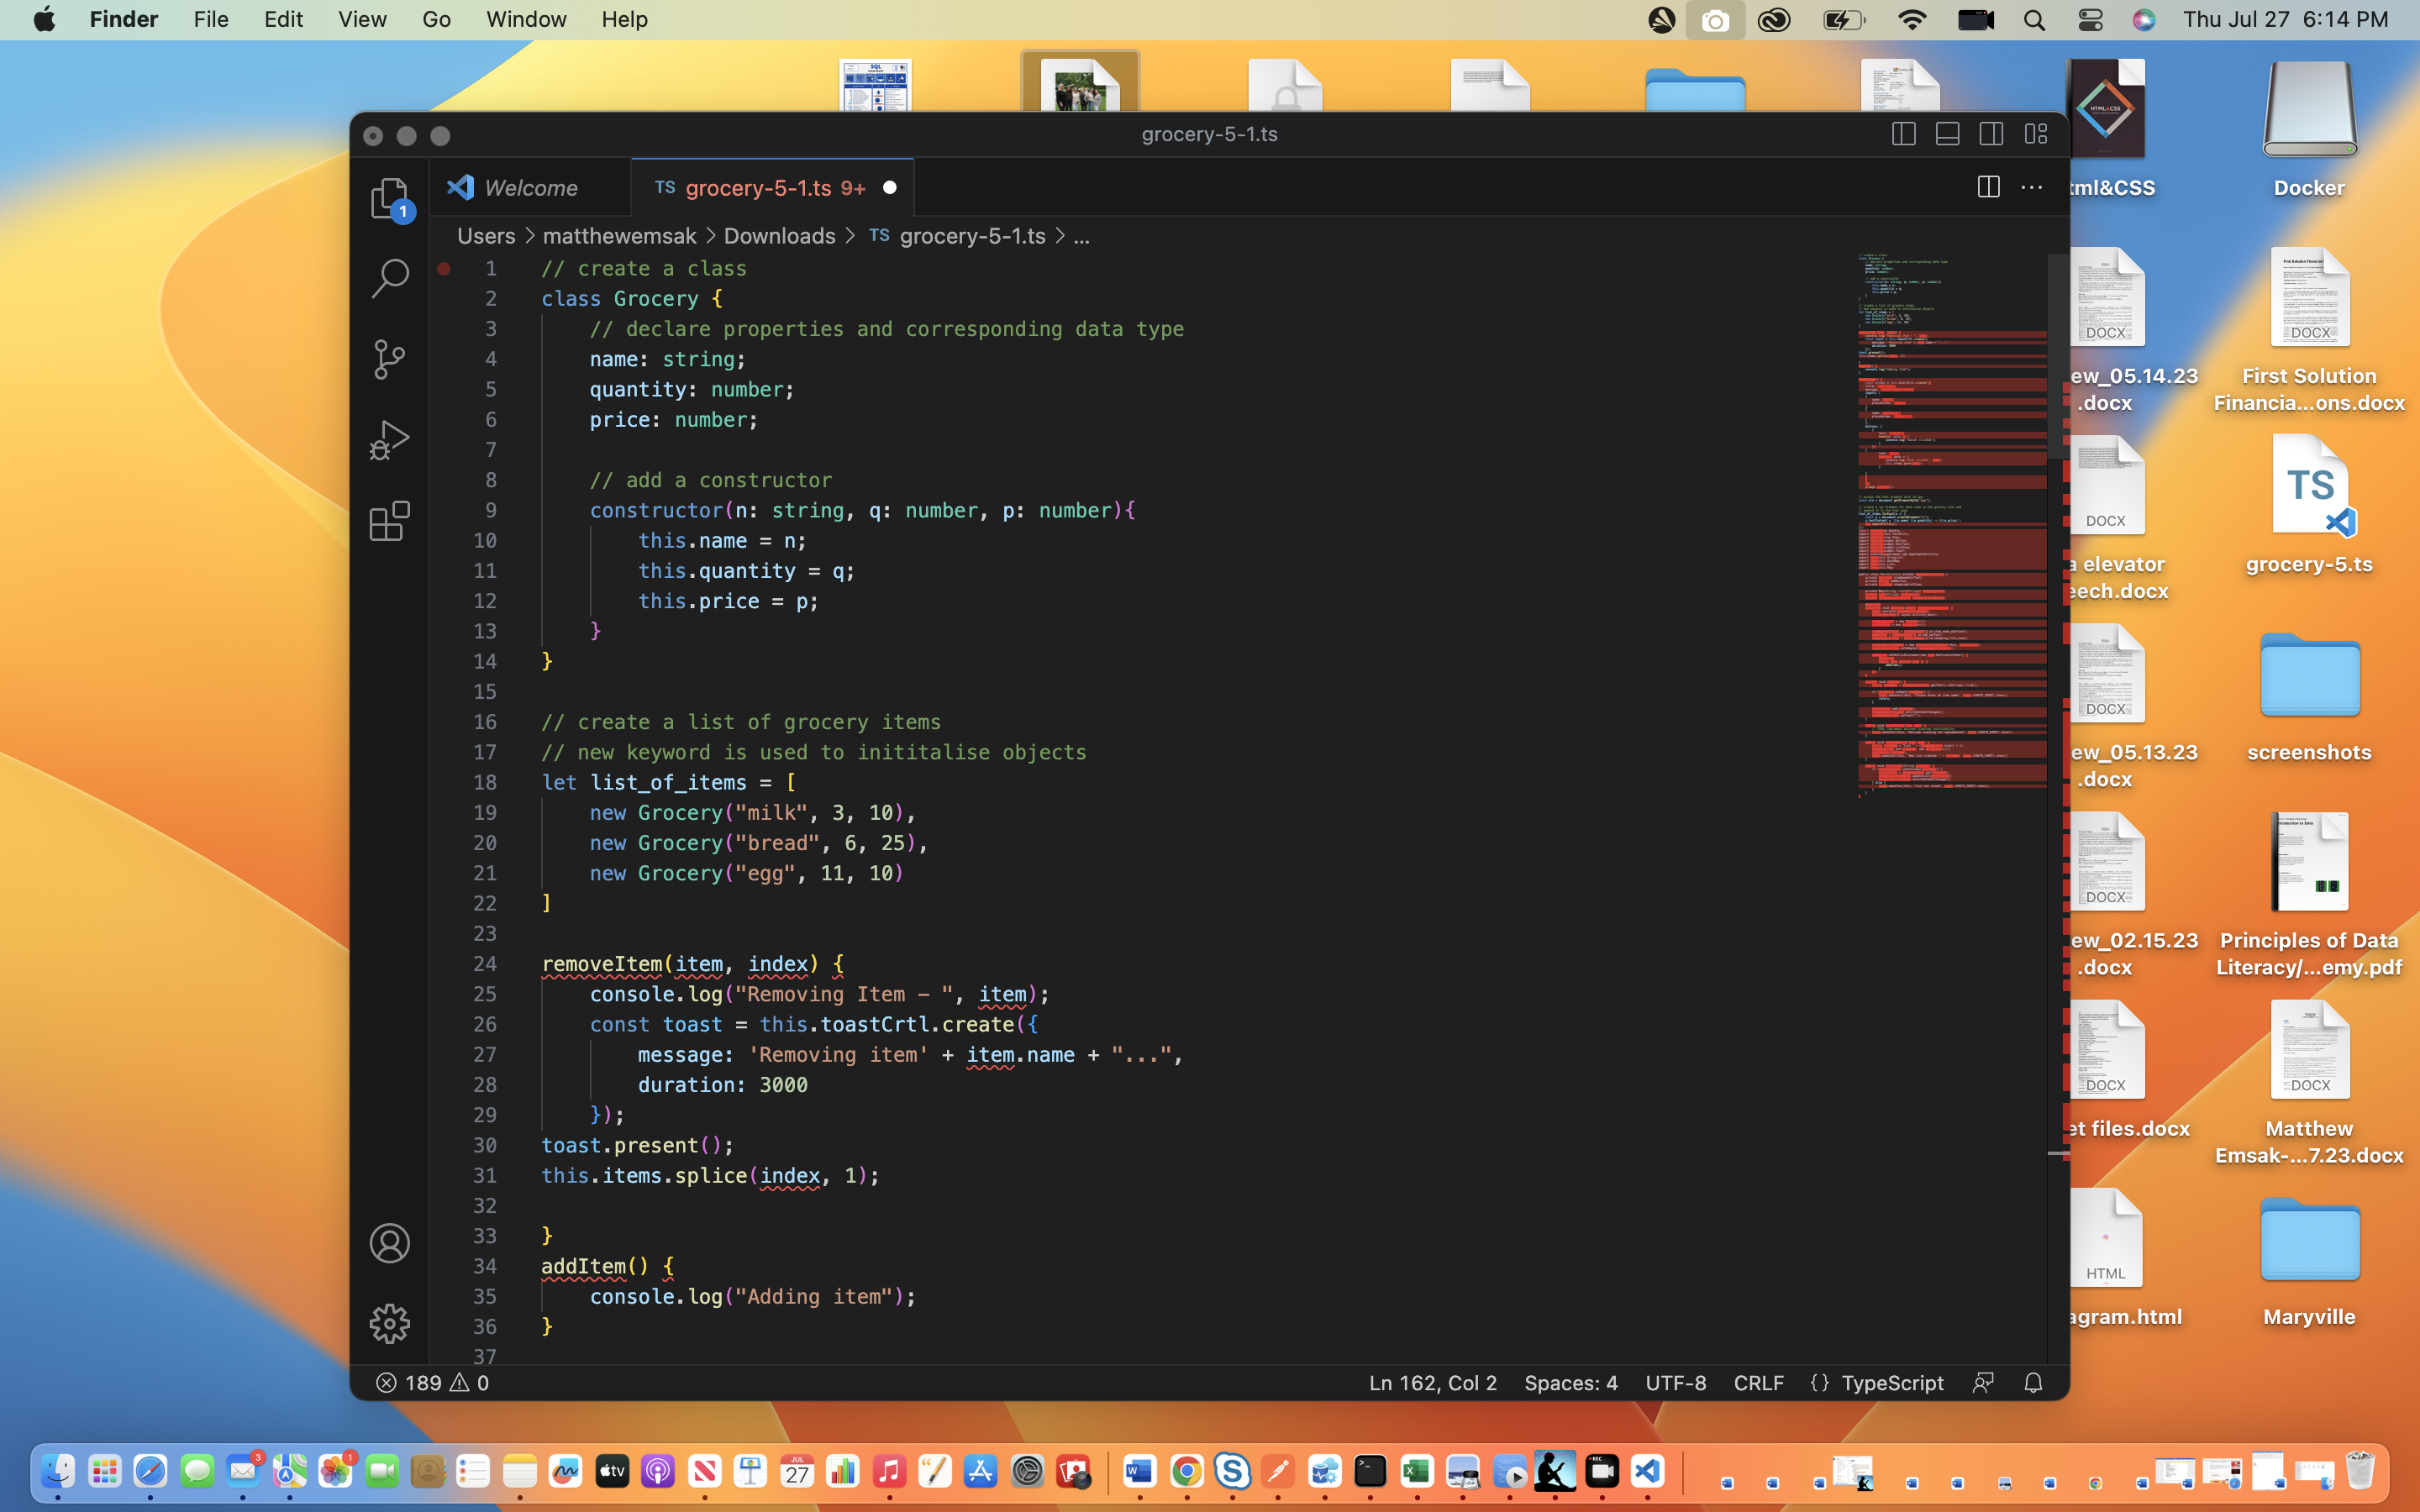 Finder File Edit View Go Window Help Thu Jul 27 6:14 PM
grocery-5-1.ts
Welcome
TS grocery-5-1.ts 9+
Users > matthewemsak > Downloads > TS grocery-5-1.ts > ...
1
1 // create a class
2 class Grocery {
3 // declare properties and corresponding data type
4 name: string;
5 quantity: number;
6 price: number;
7
8 // add a constructor
9 constructor(n: string, q: number, p: number){
10 this.name = n;
11 this.quantity = q;
12 this.price = p;
13 }
14 }
15
16 // create a list of grocery items
17 // new keyword is used to inititalise objects
18 let list_of_items = [
19 new Grocery("milk", 3, 10),
20 new Grocery("bread", 6, 25),
21 new Grocery("egg", 11, 10)
22 ]
23
24 removeItem(item, index) {
25 console.log("Removing Item – ", item);
26 const toast = this.toastCrtl.create({
27 message: 'Removing item' + item.name + "...",
28 duration: 3000
29 });
30 toast.present();
31 this.items.splice(index, 1);
32
33 }
34 addItem() {
35 console.log("Adding item");
36 }
37
189 0
Ln 162, Col 2 Spaces: 4 UTF-8 CRLF {} TypeScript
SQL
HTML&CSS
tml&CSS
Docker
DOCX
ew_05.14.23
.docx
DOCX
First Solution
Financia...ons.docx
DOCX
a elevator
eech.docx
TS
grocery-5.ts
DOCX
ew_05.13.23
.docx
screenshots
DOCX
ew_02.15.23
.docx
Principles of Data
Literacy/...emy.pdf
DOCX
et files.docx
DOCX
Matthew
Emsak-...7.23.docx
HTML
agram.html
Maryville
3
1
tv
JUL
27
REC